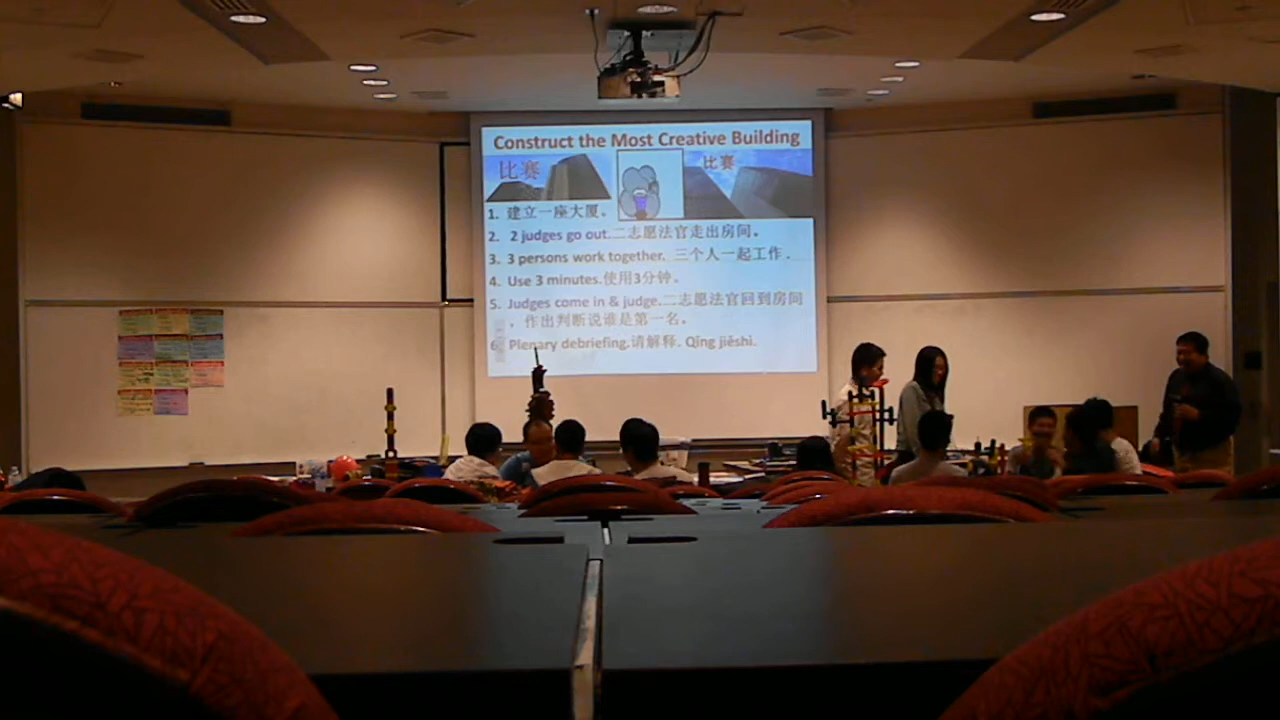 Construct the Most Creative Building
比赛
比赛
1. 建立一座大厦。
2. 2 judges go out.二志愿法官走出房间。
3. 3 persons work together. 三个人一起工作.
4. Use 3 minutes.使用3分钟。
5. Judges come in & judge.二志愿法官回到房间
，作出判断说谁是第一名。
6. Plenary debriefing.请解释. Qǐng jiěshì.